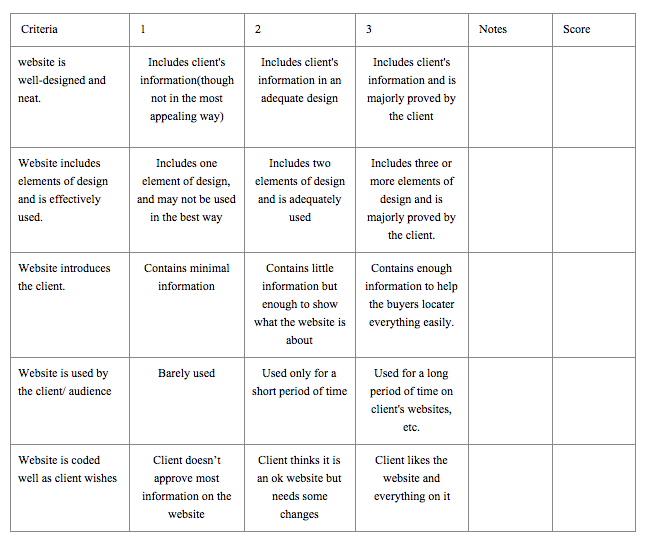 Criteria
1
2
3
Notes
Score
website is
well-designed and
neat.
Includes client's
information(though
not in the most
appealing way)
Includes client's
information in an
adequate design
Includes client's
information and is
majorly proved by
the client
Website includes
elements of design
and is effectively
used.
Includes one
element of design,
and may not be used
in the best way
Includes two
elements of design
and is adequately
used
Includes three or
more elements of
design and is
majorly proved by
the client.
Website introduces
the client.
Contains minimal
information
Contains little
information but
enough to show
what the website is
about
Contains enough
information to help
the buyers locater
everything easily.
Website is used by
the client/ audience
Barely used
Used only for a
short period of time
Used for a long
period of time on
client's websites,
etc.
Website is coded
well as client wishes
Client doesn’t
approve most
information on the
website
Client thinks it is
an ok website but
needs some
changes
Client likes the
website and
everything on it